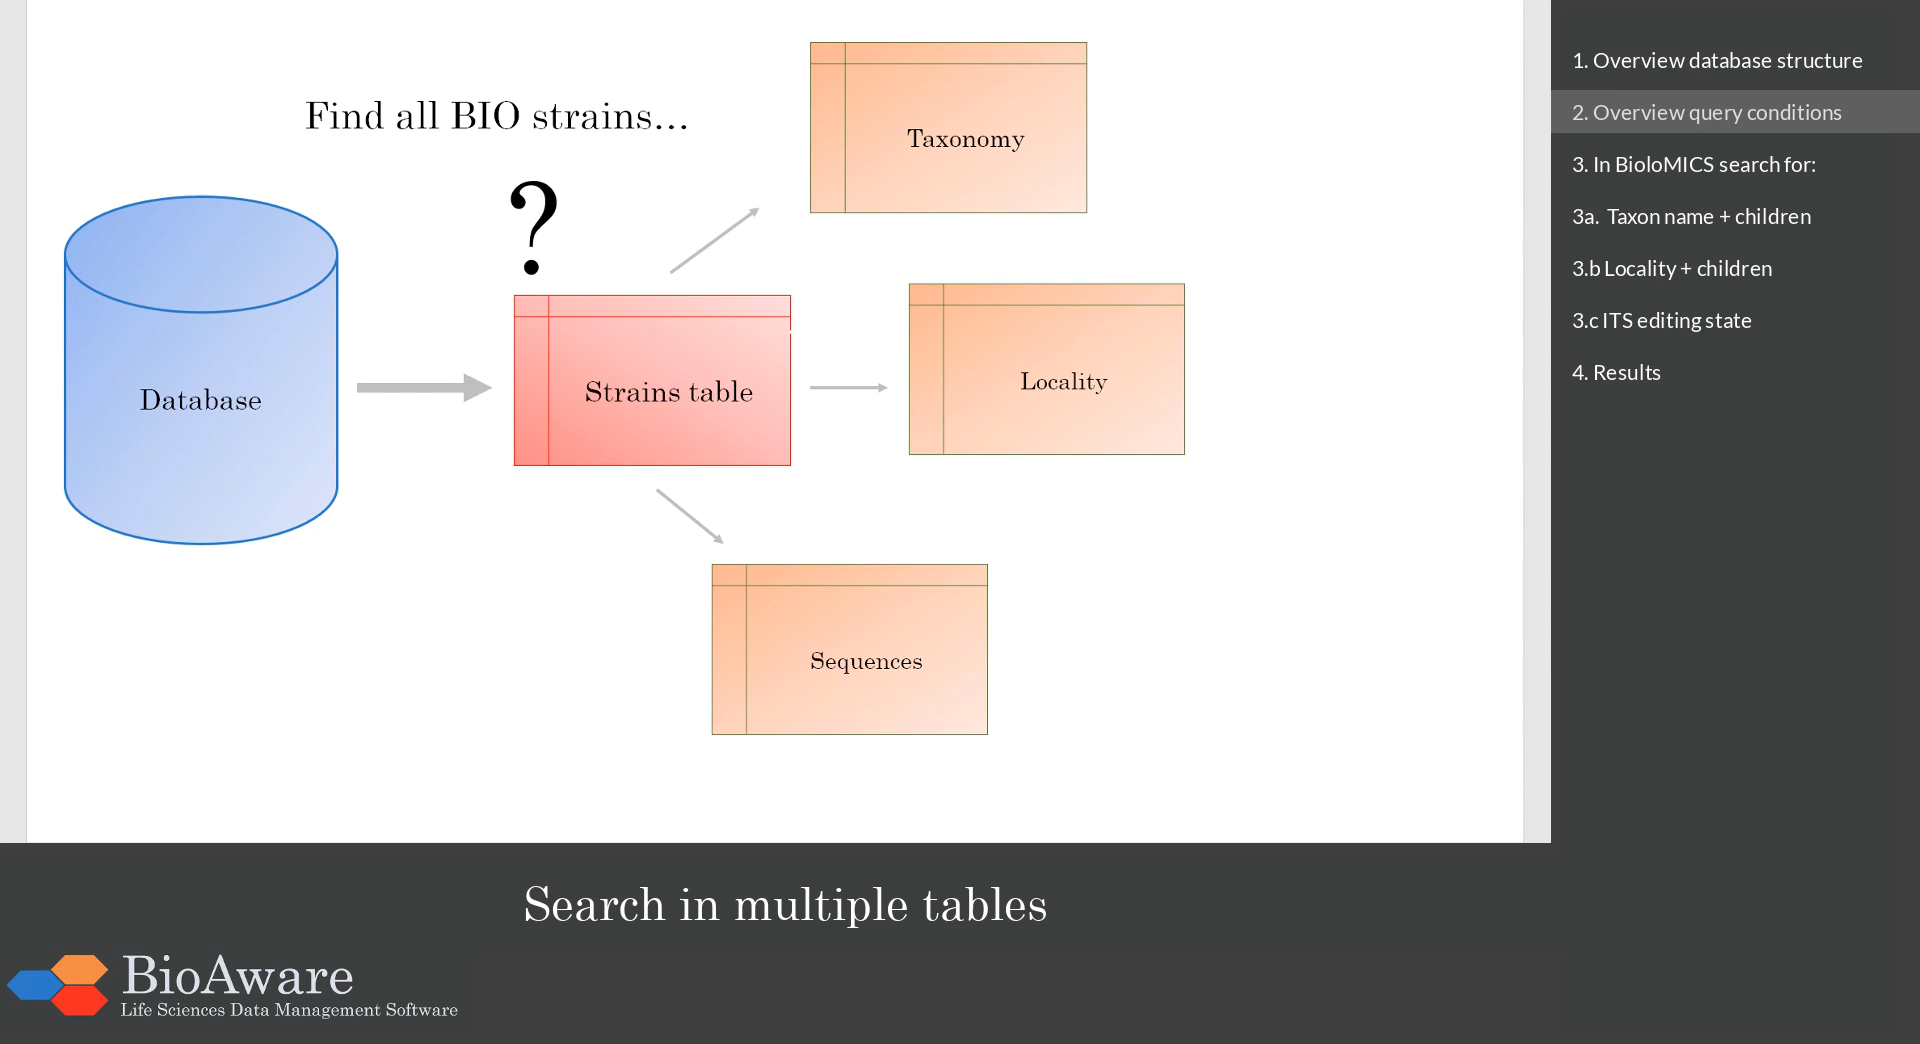 Find all BIO strains...
?
Taxonomy
Database
Strains table
Locality
Sequences
1. Overview database structure
2. Overview query conditions
3. In BioloMICS search for:
3a. Taxon name + children
3.b Locality + children
3.c ITS editing state
4. Results
Search in multiple tables
BioAware
Life Sciences Data Management Software